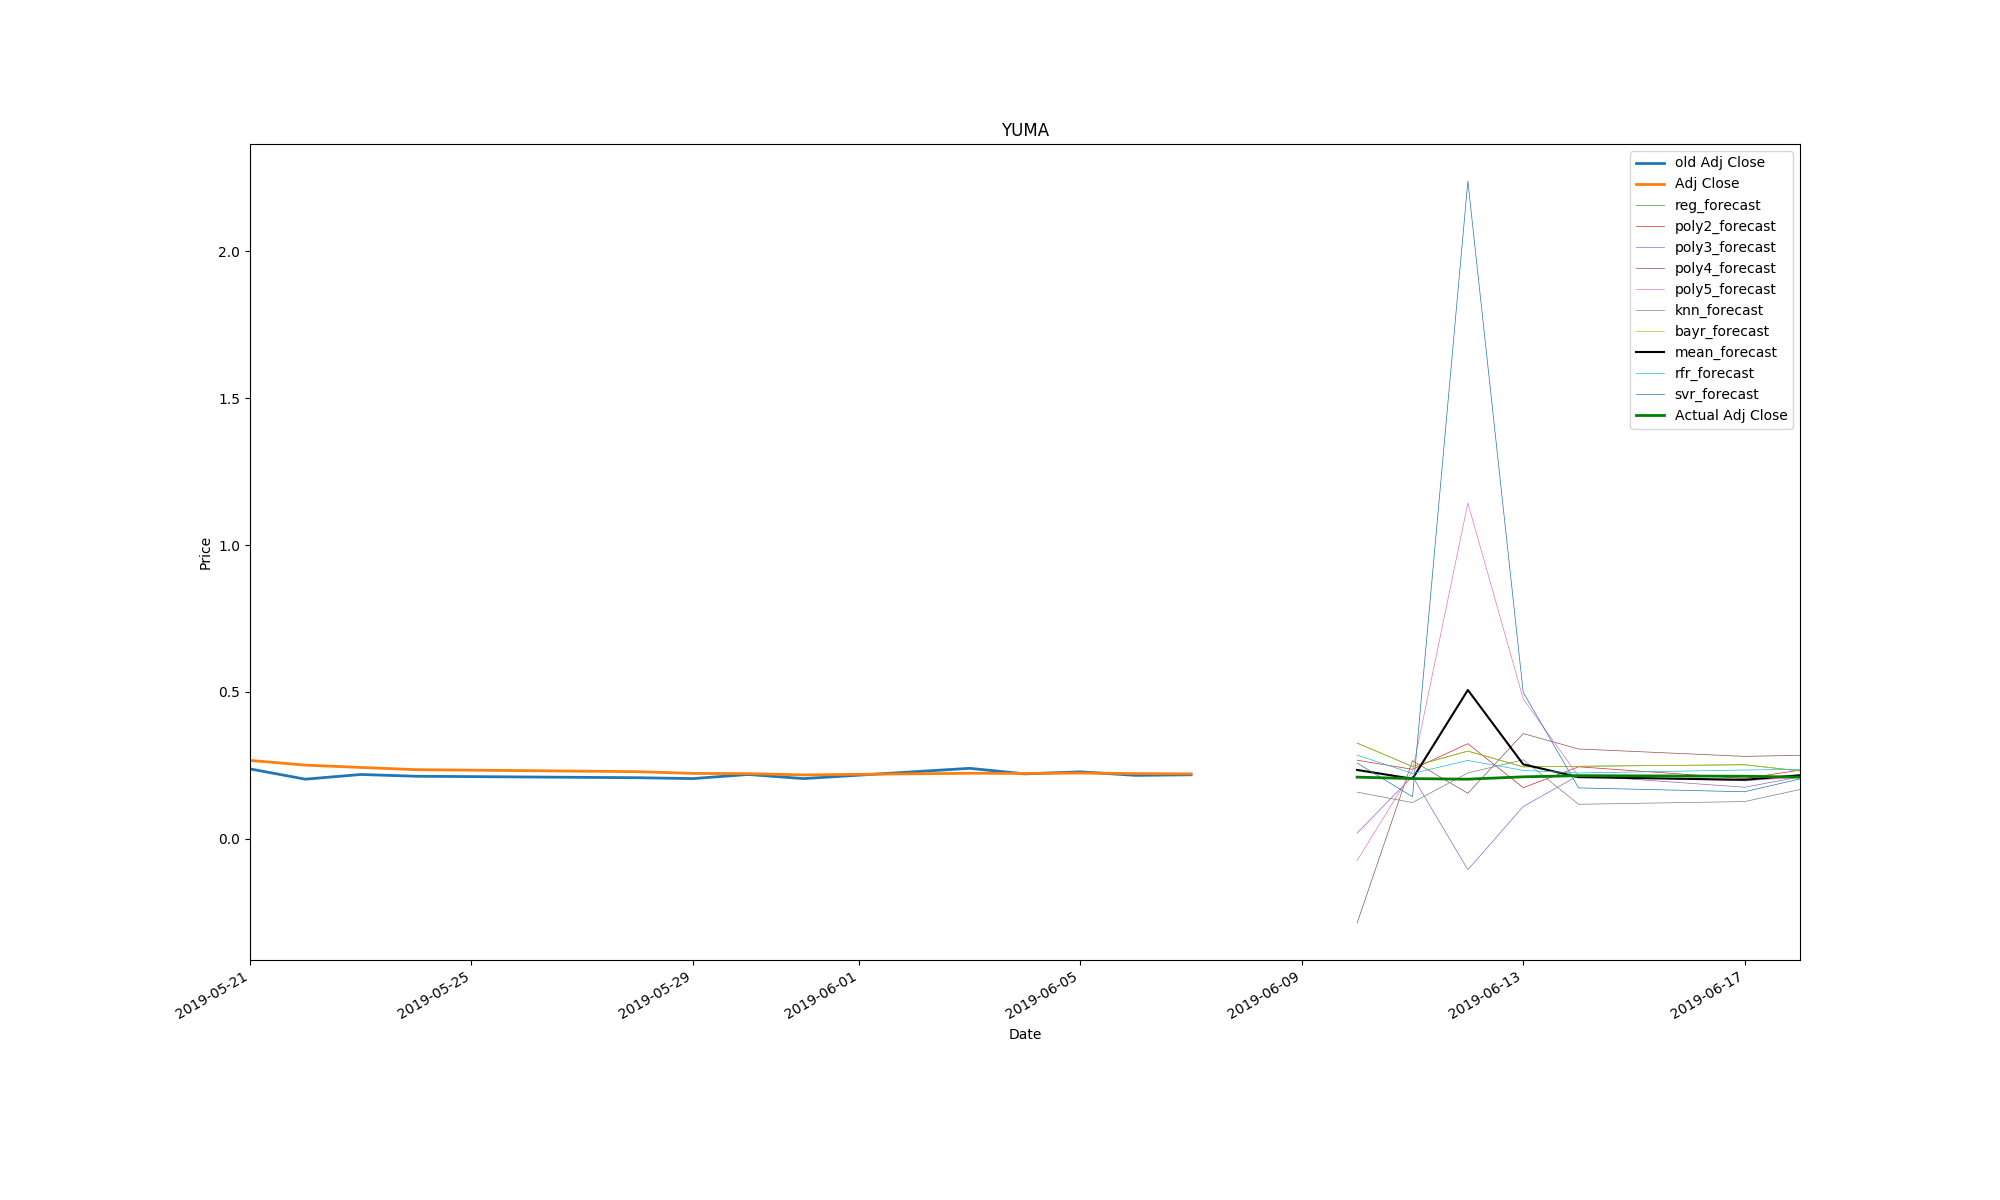 YUMA
old Adj Close
Adj Close
reg_forecast
poly2_forecast
poly3_forecast
poly4_forecast
poly5_forecast
knn_forecast
bayr_forecast
mean_forecast
rfr_forecast
svr_forecast
Actual Adj Close
2.0
1.5
1.0
0.5
0.0
Price
2019-05-21
2019-05-25
2019-05-29
2019-06-01
2019-06-05
2019-06-09
2019-06-13
2019-06-17
Date